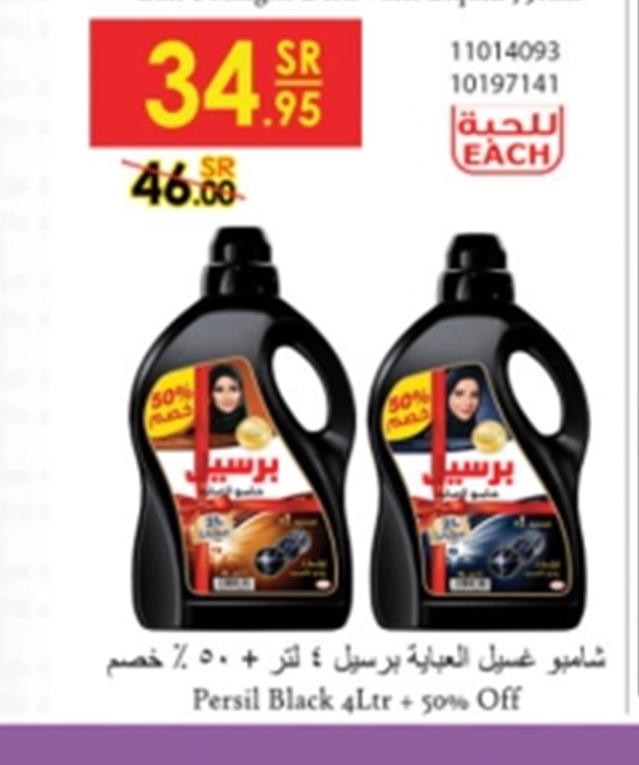 34.95 SR
11014093
10197141
للحبة
EACH
46.00 SR
50%
خصم
برسيل
50%
خصم
برسيل
شامبو غسيل العباية برسيل ٤ لتر + ٥٠ ٪ خصم
Persil Black 4Ltr + 50% Off